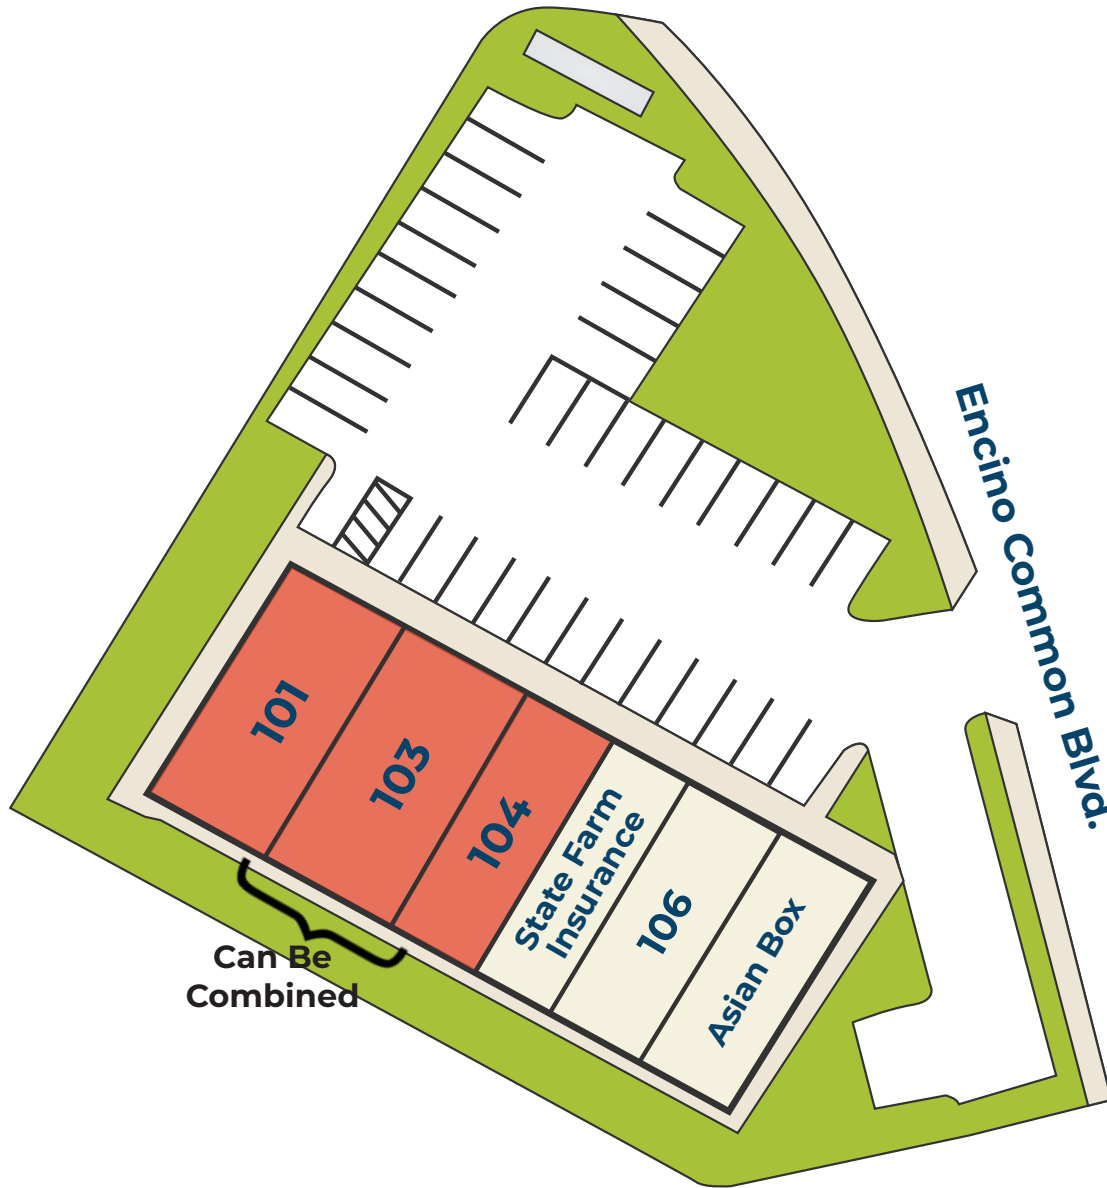 Encino Common Blvd.
101
103
104
State Farm
Insurance
106
Asian Box
Can Be
Combined